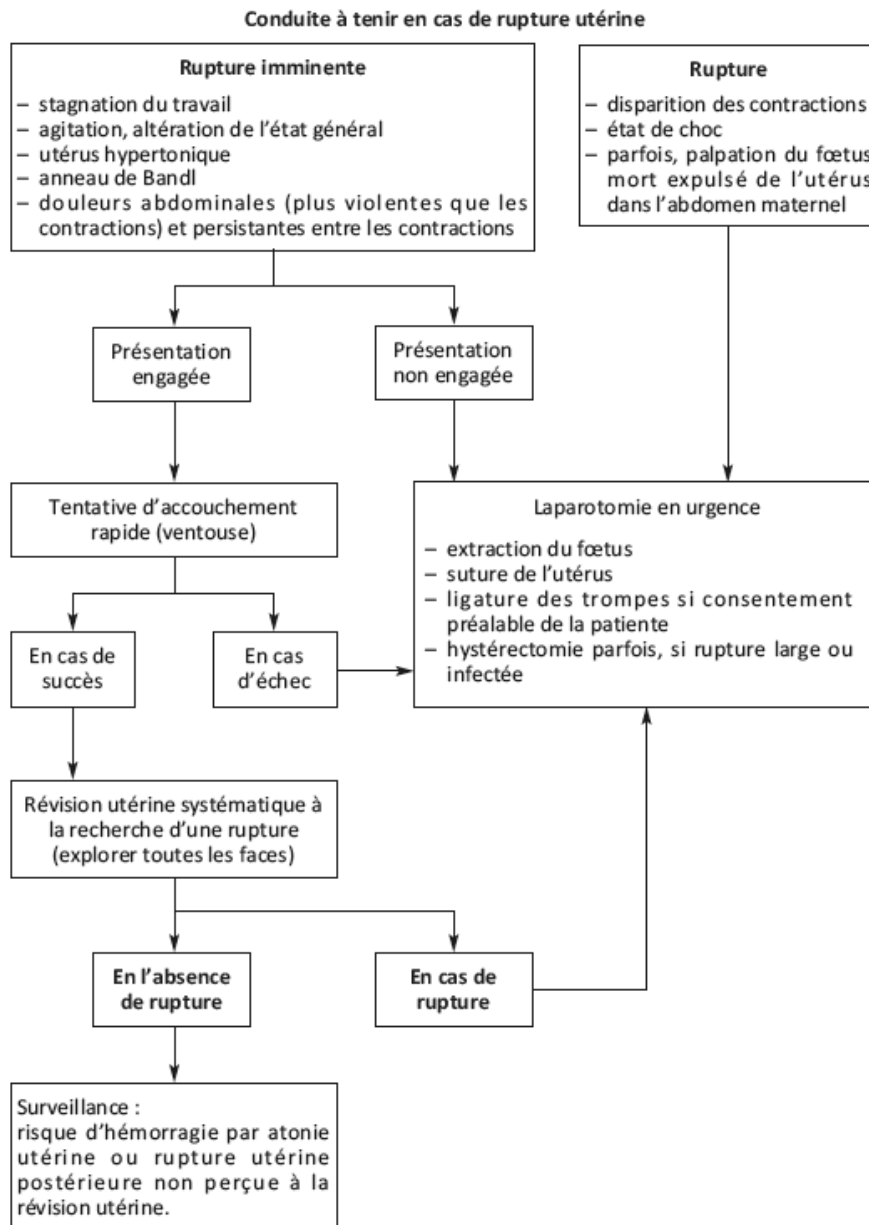 Conduite à tenir en cas de rupture utérine
Rupture imminente
– stagnation du travail
– agitation, altération de l'état général
– utérus hypertonique
– anneau de Bandl
– douleurs abdominales (plus violentes que les
contractions) et persistantes entre les contractions
Rupture
– disparition des contractions
– état de choc
– parfois, palpation du fœtus
mort expulsé de l'utérus
dans l'abdomen maternel
Présentation
engagée
Présentation
non engagée
Tentative d'accouchement
rapide (ventouse)
Laparotomie en urgence
– extraction du fœtus
– suture de l'utérus
– ligature des trompes si consentement
préalable de la patiente
– hystérectomie parfois, si rupture large ou
infectée
En cas de
succès
En cas
d'échec
Révision utérine systématique à
la recherche d'une rupture
(explorer toutes les faces)
En l'absence
de rupture
En cas de
rupture
Surveillance :
risque d'hémorragie par atonie
utérine ou rupture utérine
postérieure non perçue à la
révision utérine.